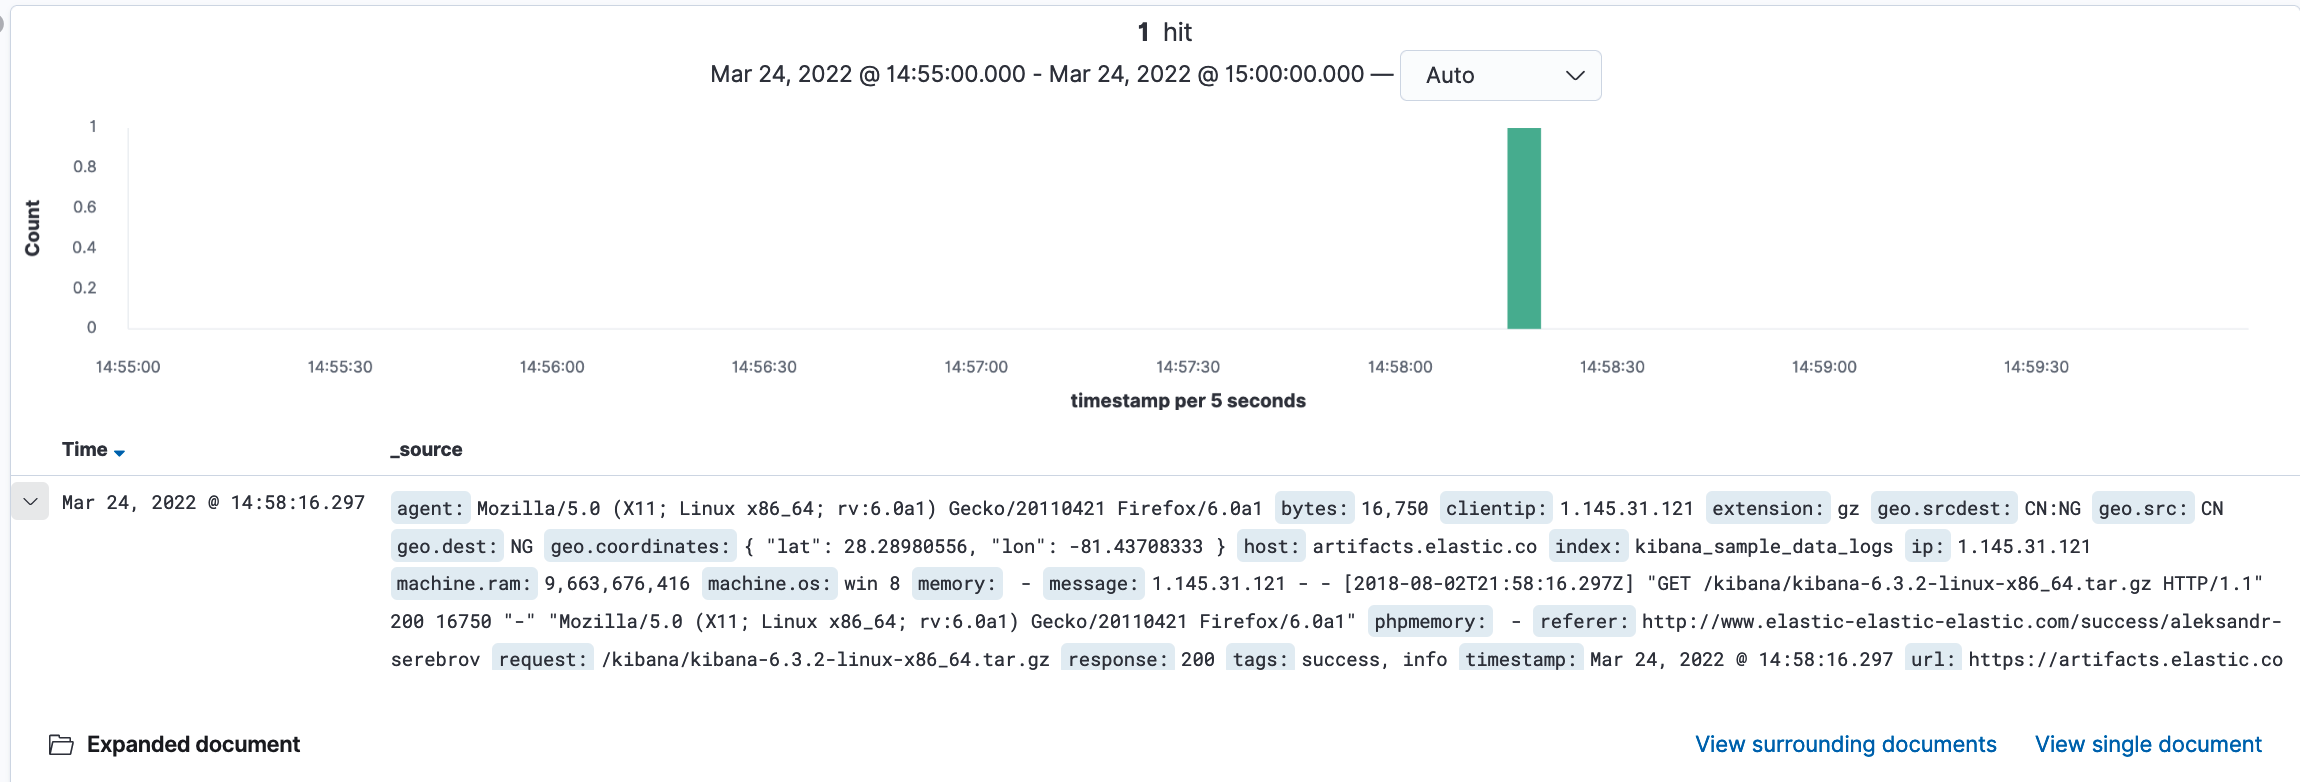 1 hit
Mar 24, 2022 @ 14:55:00.000 - Mar 24, 2022 @ 15:00:00.000 — Auto
Count
1
0.8
0.6
0.4
0.2
0
14:55:00 14:55:30 14:56:00 14:56:30 14:57:00 14:57:30 14:58:00 14:58:30 14:59:00 14:59:30
timestamp per 5 seconds
Time _source
Mar 24, 2022 @ 14:58:16.297 agent: Mozilla/5.0 (X11; Linux x86_64; rv:6.0a1) Gecko/20110421 Firefox/6.0a1 bytes: 16,750 clientip: 1.145.31.121 extension: gz geo.srcdest: CN:NG geo.src: CN
geo.dest: NG geo.coordinates: { "lat": 28.28980556, "lon": -81.43708333 } host: artifacts.elastic.co index: kibana_sample_data_logs ip: 1.145.31.121
machine.ram: 9,663,676,416 machine.os: win 8 memory: - message: 1.145.31.121 - - [2018-08-02T21:58:16.297Z] "GET /kibana/kibana-6.3.2-linux-x86_64.tar.gz HTTP/1.1"
200 16750 "-" "Mozilla/5.0 (X11; Linux x86_64; rv:6.0a1) Gecko/20110421 Firefox/6.0a1" phpmemory: - referer: http://www.elastic-elastic-elastic.com/success/aleksandr-
serebrov request: /kibana/kibana-6.3.2-linux-x86_64.tar.gz response: 200 tags: success, info timestamp: Mar 24, 2022 @ 14:58:16.297 url: https://artifacts.elastic.co
Expanded document View surrounding documents View single document